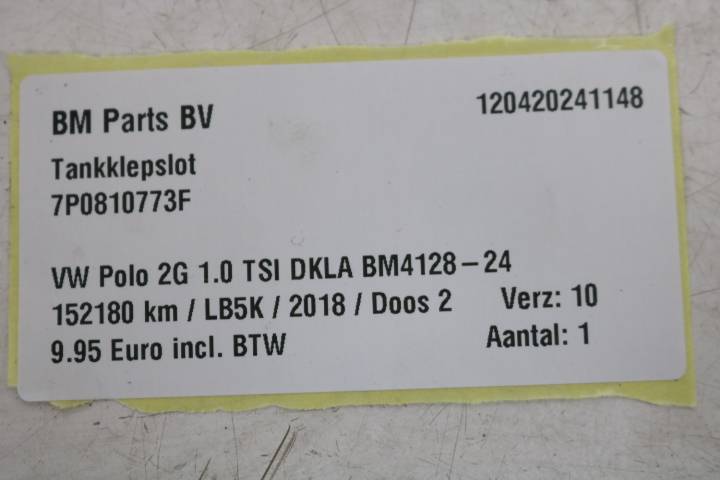 BM Parts BV 120420241148
Tankklepslot
7P0810773F
VW Polo 2G 1.0 TSI DKLA BM4128-24
152180 km / LB5K / 2018 / Doos 2 Verz: 10
9.95 Euro incl. BTW Aantal: 1